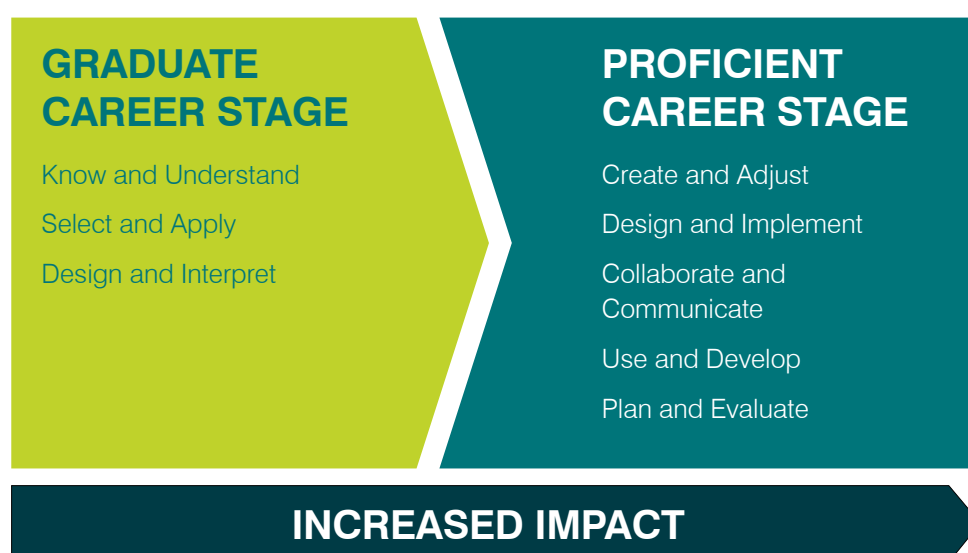 GRADUATE
CAREER STAGE
Know and Understand
Select and Apply
Design and Interpret
PROFICIENT
CAREER STAGE
Create and Adjust
Design and Implement
Collaborate and
Communicate
Use and Develop
Plan and Evaluate
INCREASED IMPACT